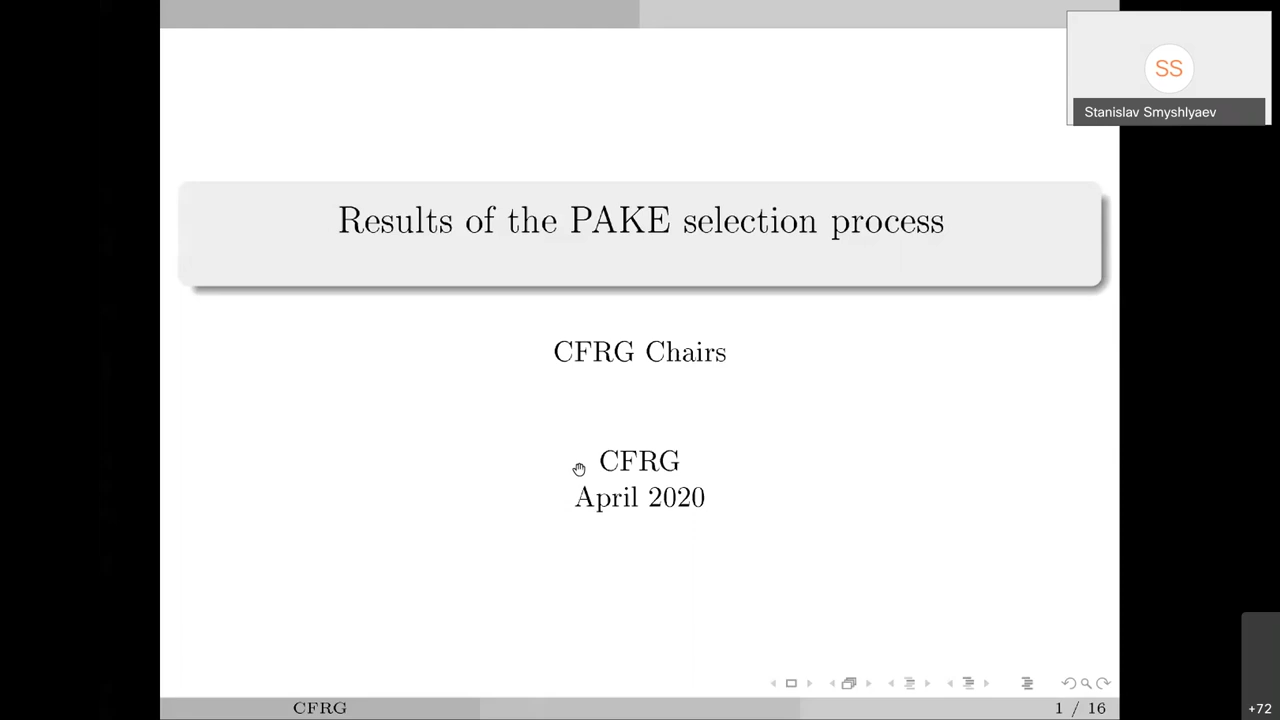 SS
Stanislav Smyshlyaev
Results of the PAKE selection process
CFRG Chairs
CFRG
April 2020
CFRG
1 / 16
+72